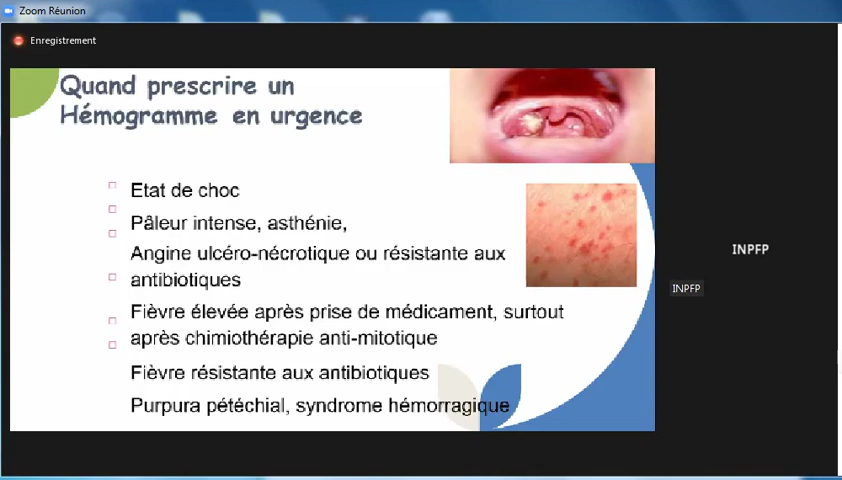 Zoom Réunion
Enregistrement
Quand prescrire un
Hémogramme en urgence
Etat de choc
Pâleur intense, asthénie,
Angine ulcéro-nécrotique ou résistante aux
antibiotiques
Fièvre élevée après prise de médicament, surtout
après chimiothérapie anti-mitotique
Fièvre résistante aux antibiotiques
Purpura pétéchial, syndrome hémorragique
INPFP
INPFP